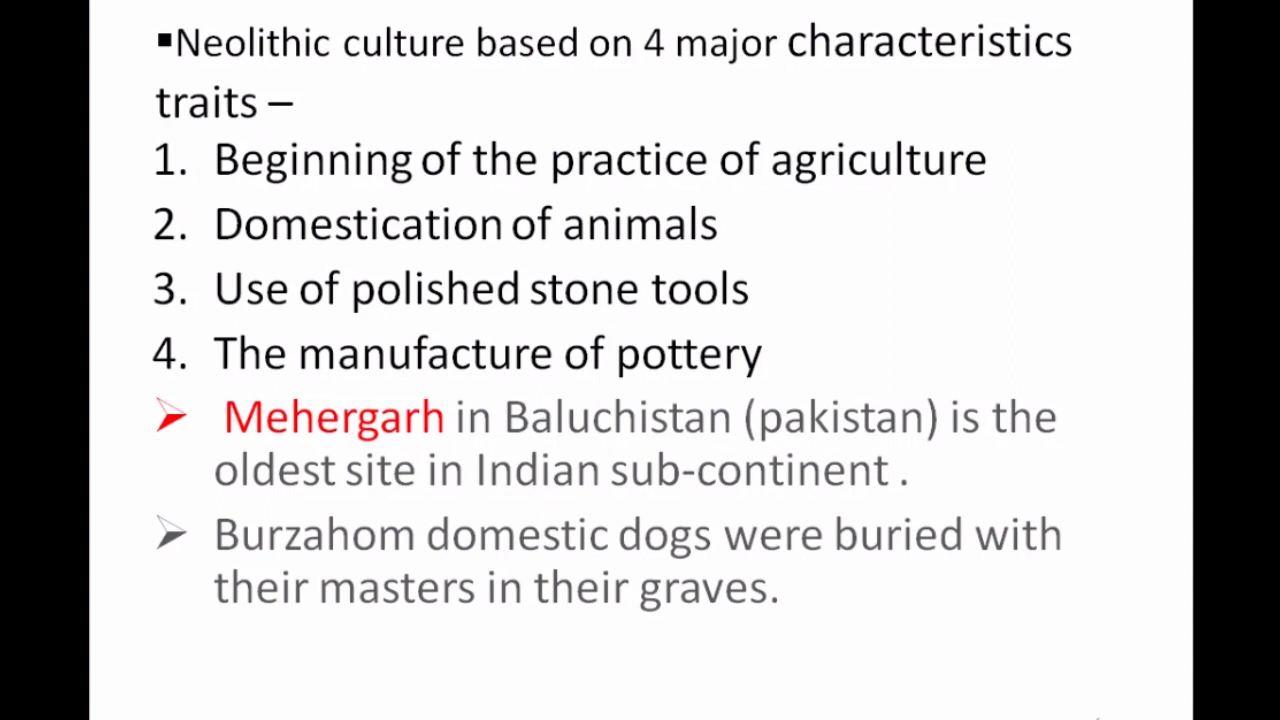 ▪Neolithic culture based on 4 major characteristics
traits –
1. Beginning of the practice of agriculture
2. Domestication of animals
3. Use of polished stone tools
4. The manufacture of pottery
➢ Mehergarh in Baluchistan (pakistan) is the
oldest site in Indian sub-continent .
➢ Burzahom domestic dogs were buried with
their masters in their graves.